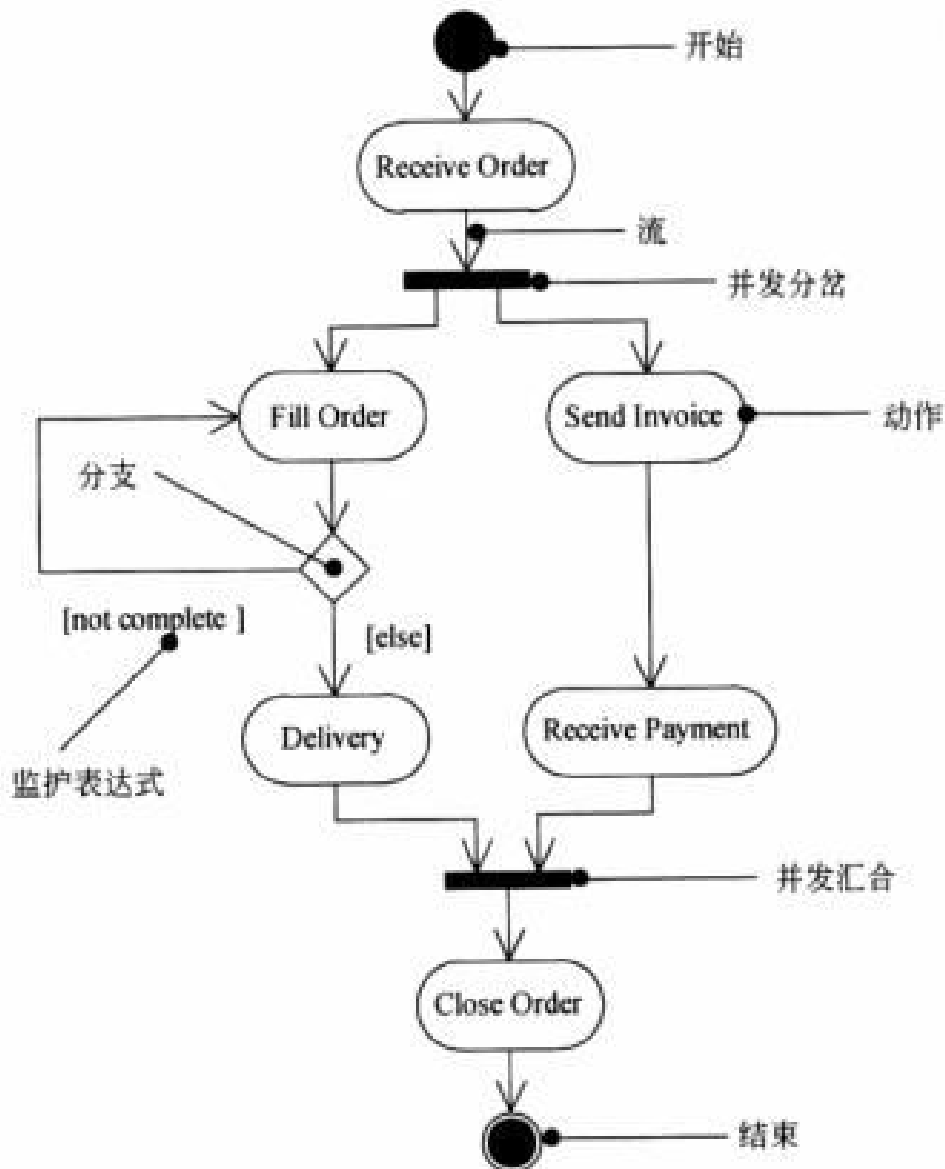 开始
Receive Order
流
并发分岔
Fill Order
Send Invoice
动作
分支
[not complete ]
[else]
Delivery
Receive Payment
监护表达式
并发汇合
Close Order
结束